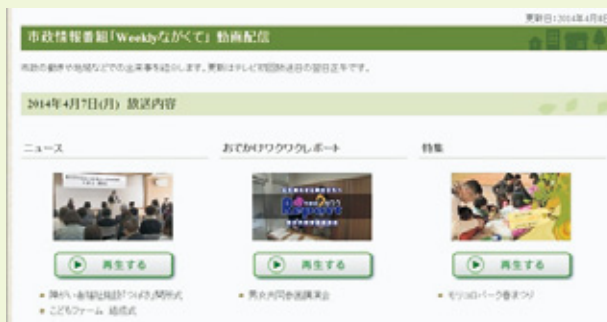 更新日:2014年4月8日
市政情報番組「Weeklyながくて」動画配信
市政の動きや地域などでの出来事を紹介します。更新はテレビ初回放送日の翌日正午です。
2014年4月7日(月) 放送内容
ニュース
おでかけワクワクレポート
特集
Report
再生する
再生する
再生する
障がい者福祉施設「つばさ」開所式
男女共同参画講演会
モリコロパーク春まつり
こどもファーム 結成式